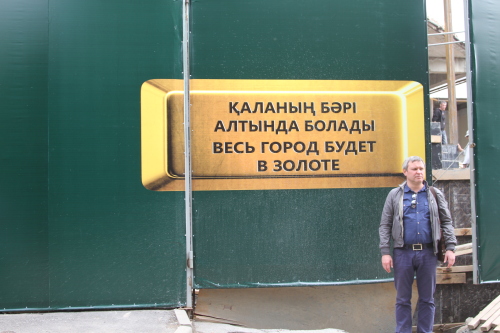 ҚАЛАНЫҢ БӘРІ
АЛТЫНДА БОЛАДЫ
ВЕСЬ ГОРОД БУДЕТ
В ЗОЛОТЕ